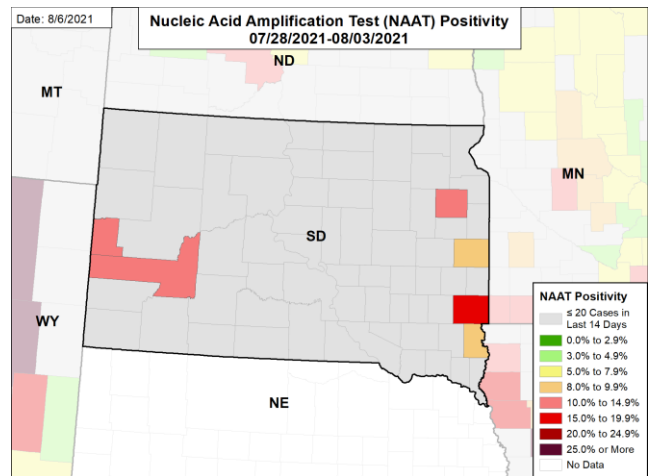 Date: 8/6/2021
Nucleic Acid Amplification Test (NAAT) Positivity
07/28/2021-08/03/2021
ND
MT
MN
SD
WY
NE
NAAT Positivity
≤ 20 Cases in
Last 14 Days
0.0% to 2.9%
3.0% to 4.9%
5.0% to 7.9%
8.0% to 9.9%
10.0% to 14.9%
15.0% to 19.9%
20.0% to 24.9%
25.0% or More
No Data